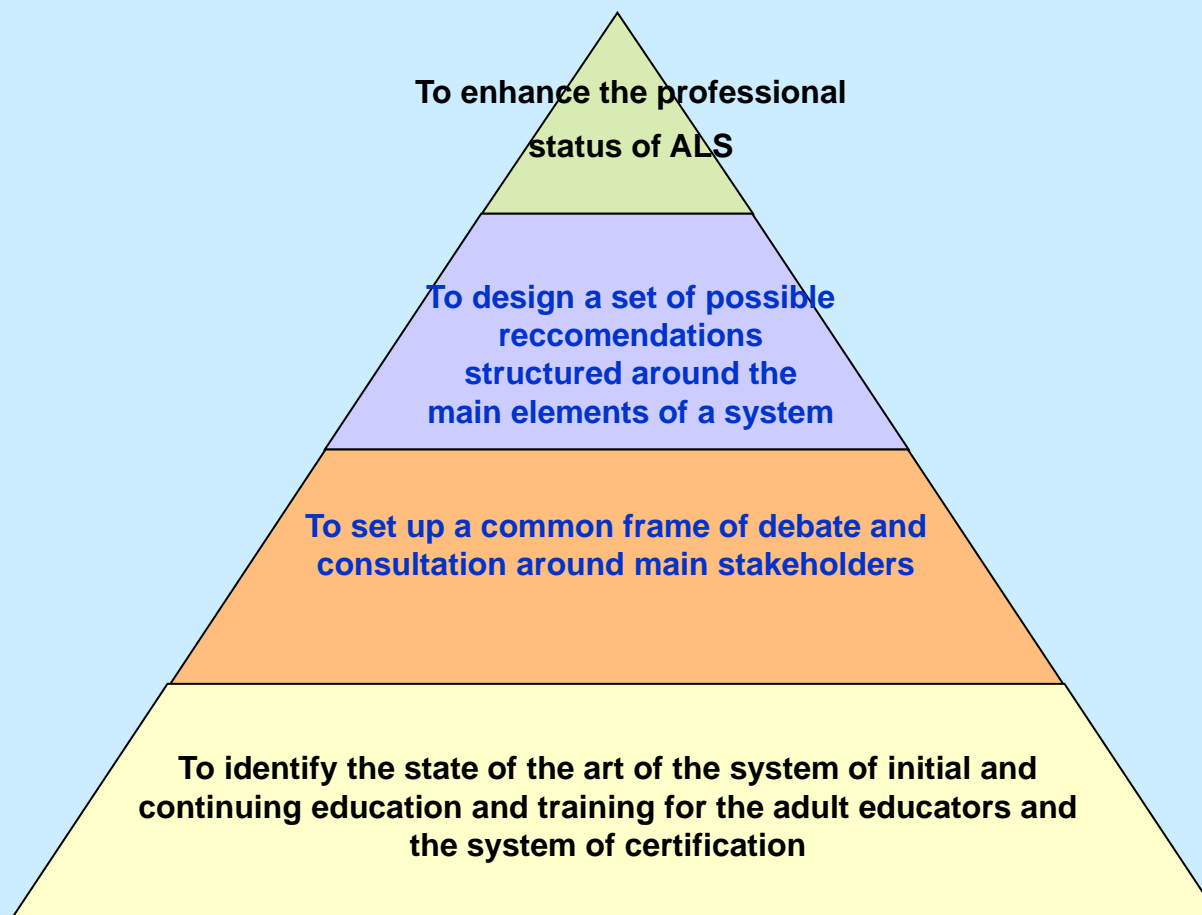 To enhance the professional
status of ALS
To design a set of possible
reccomendations
structured around the
main elements of a system
To set up a common frame of debate and
consultation around main stakeholders
To identify the state of the art of the system of initial and
continuing education and training for the adult educators and
the system of certification